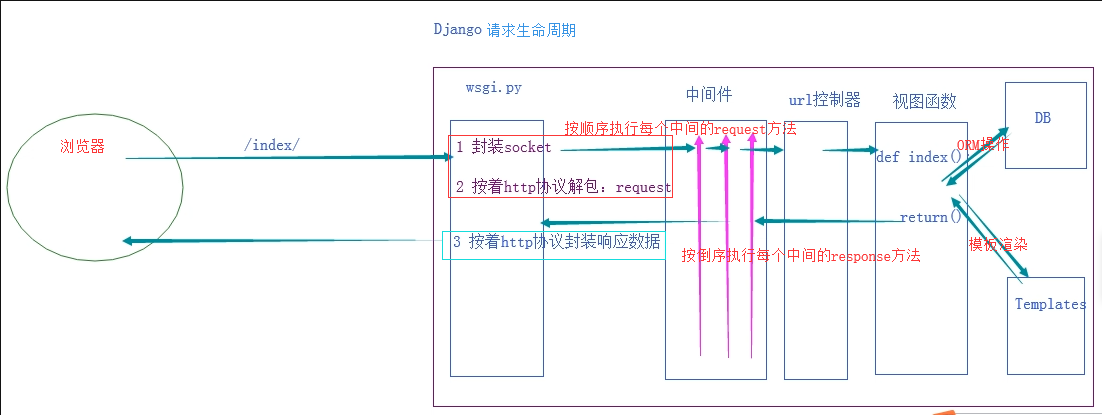 Django 请求生命周期
wsgi.py
中间件
url控制器
视图函数
浏览器
/index/
按顺序执行每个中间的request方法
DB
1 封装socket
def index()
ORM操作
2 按着http协议解包：request
return()
3 按着http协议封装响应数据
模板渲染
按倒序执行每个中间的response方法
Templates